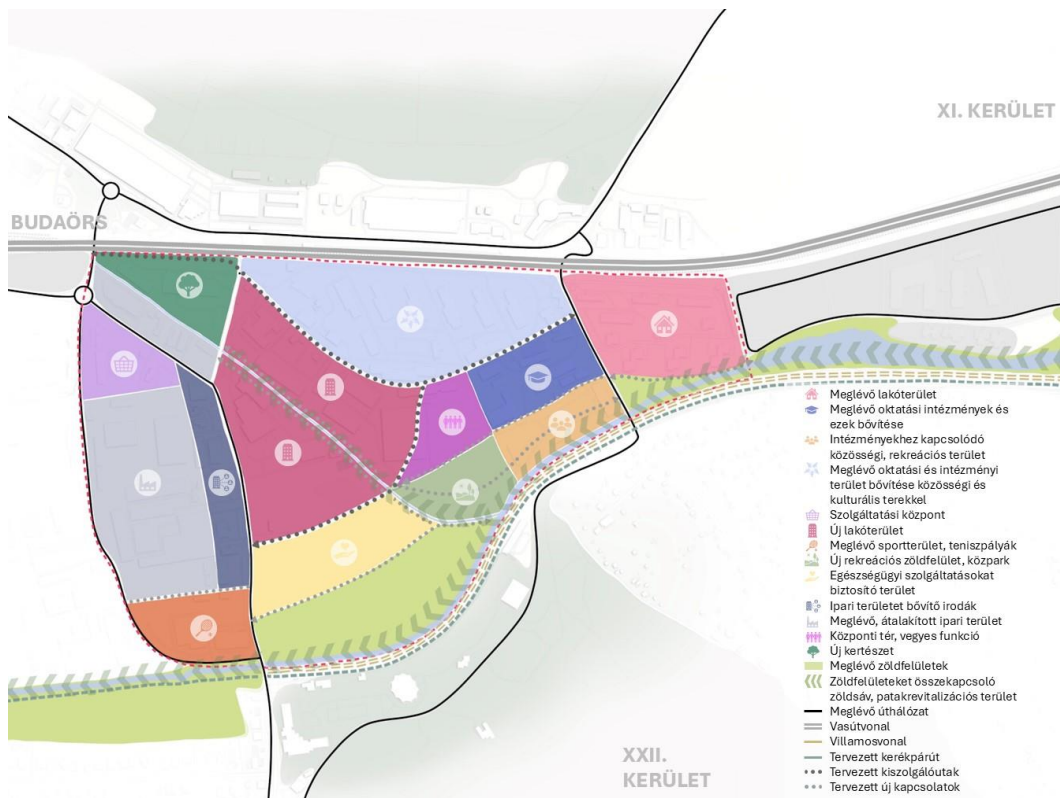 XI. KERÜLET
BUDAÖRS
Meglévő lakóterület
Meglévő oktatási intézmények és
ezek bővítése
Intézményekhez kapcsolódó
közösségi, rekreációs terület
Meglévő oktatási és intézményi
terület bővítése közösségi és
kulturális terekkel
Szolgáltatási központ
Új lakóterület
Meglévő sportterület, teniszpályák
Új rekreációs zöldfelület, közpark
Egészségügyi szolgáltatásokat
biztosító terület
Ipari területet bővítő irodák
Meglévő, átalakított ipari terület
Központi tér, vegyes funkció
Új kertészet
Meglévő zöldfelületek
Zöldfelületeket összekapcsoló
zöldsáv, patakrevitalizációs terület
Meglévő úthálózat
Vasútvonal
Villamosvonal
Tervezett kerékpárút
Tervezett kiszolgálóutak
Tervezett új kapcsolatok
XXII.
KERÜLET